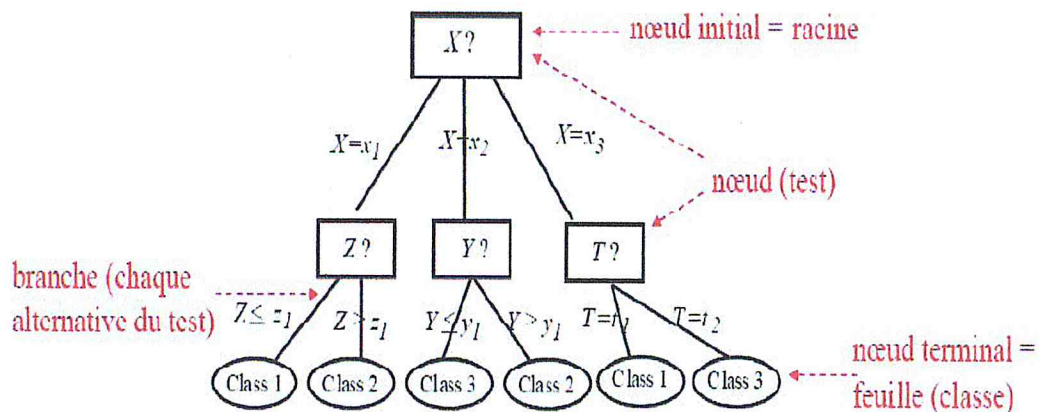 X?
nœud initial = racine
X=x1
X=x2
X=x3
nœud (test)
Z?
Y?
T?
branche (chaque
alternative du test)
Z≤ z1
Z> z1
Y≤y1
Y>y1
T=t1
T=t2
Class 1
Class 2
Class 3
Class 2
Class 1
Class 3
nœud terminal =
feuille (classe)